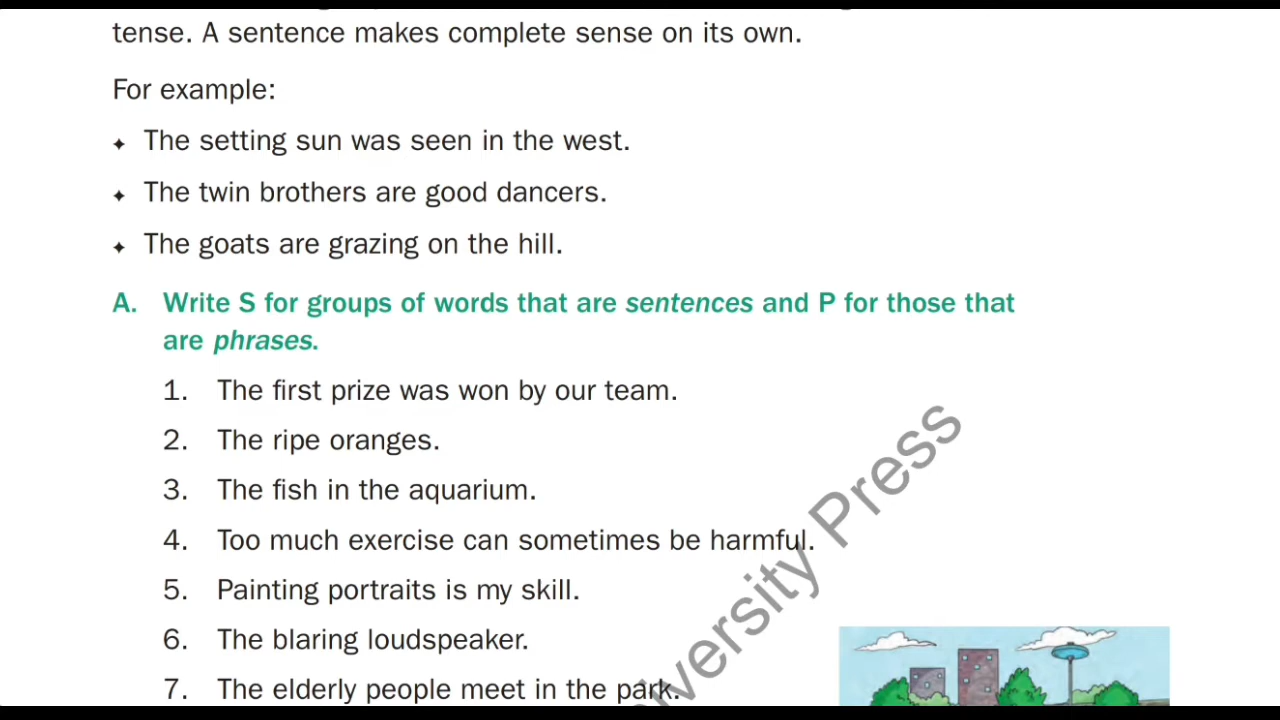 tense. A sentence makes complete sense on its own.
For example:
✦ The setting sun was seen in the west.
✦ The twin brothers are good dancers.
✦ The goats are grazing on the hill.
A. Write S for groups of words that are sentences and P for those that
are phrases.
1. The first prize was won by our team.
2. The ripe oranges.
3. The fish in the aquarium.
4. Too much exercise can sometimes be harmful.
5. Painting portraits is my skill.
6. The blaring loudspeaker.
7. The elderly people meet in the park.
versity Press